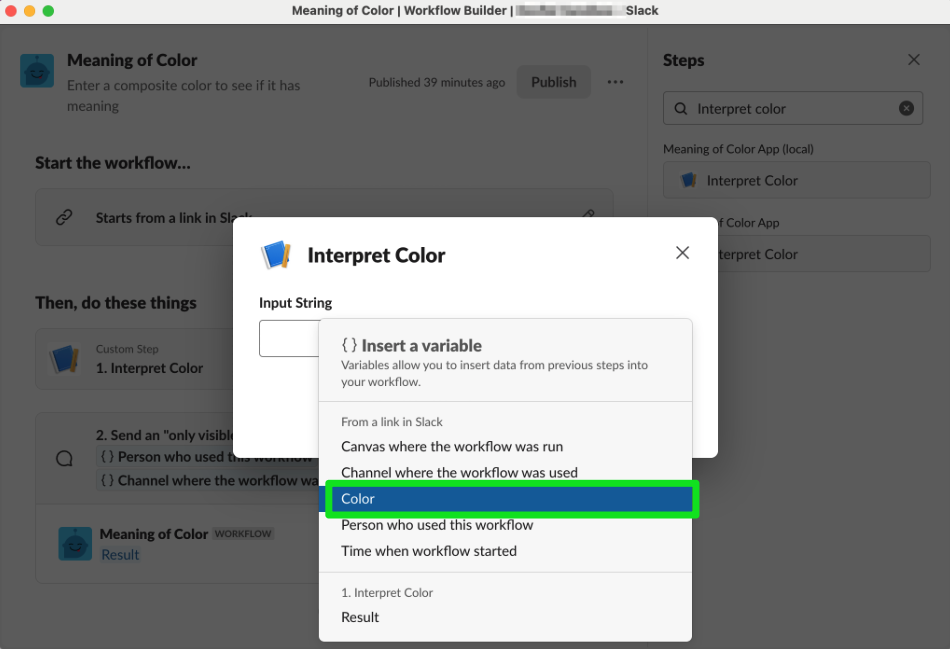 Meaning of Color | Workflow Builder | Slack
Meaning of Color
Enter a composite color to see if it has
meaning
Published 39 minutes ago
Publish
Start the workflow...
Starts from a link in Slack
Then, do these things
Custom Step
1. Interpret Color
2. Send an "only visible
{ } Person who used this workflow
{ } Channel where the workflow wa
Meaning of Color WORKFLOW
Result
Steps
Interpret color
Meaning of Color App (local)
Interpret Color
f Color App
terpret Color
Interpret Color
Input String
{ } Insert a variable
Variables allow you to insert data from previous steps into
your workflow.
From a link in Slack
Canvas where the workflow was run
Channel where the workflow was used
Color
Person who used this workflow
Time when workflow started
1. Interpret Color
Result